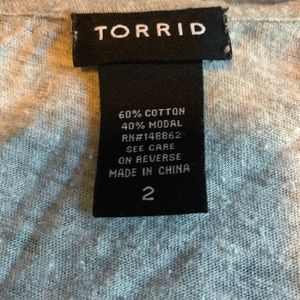 TORRID
60% COTTON
40% MODAL
RN#148862
SEE CARE
ON REVERSE
MADE IN CHINA
2